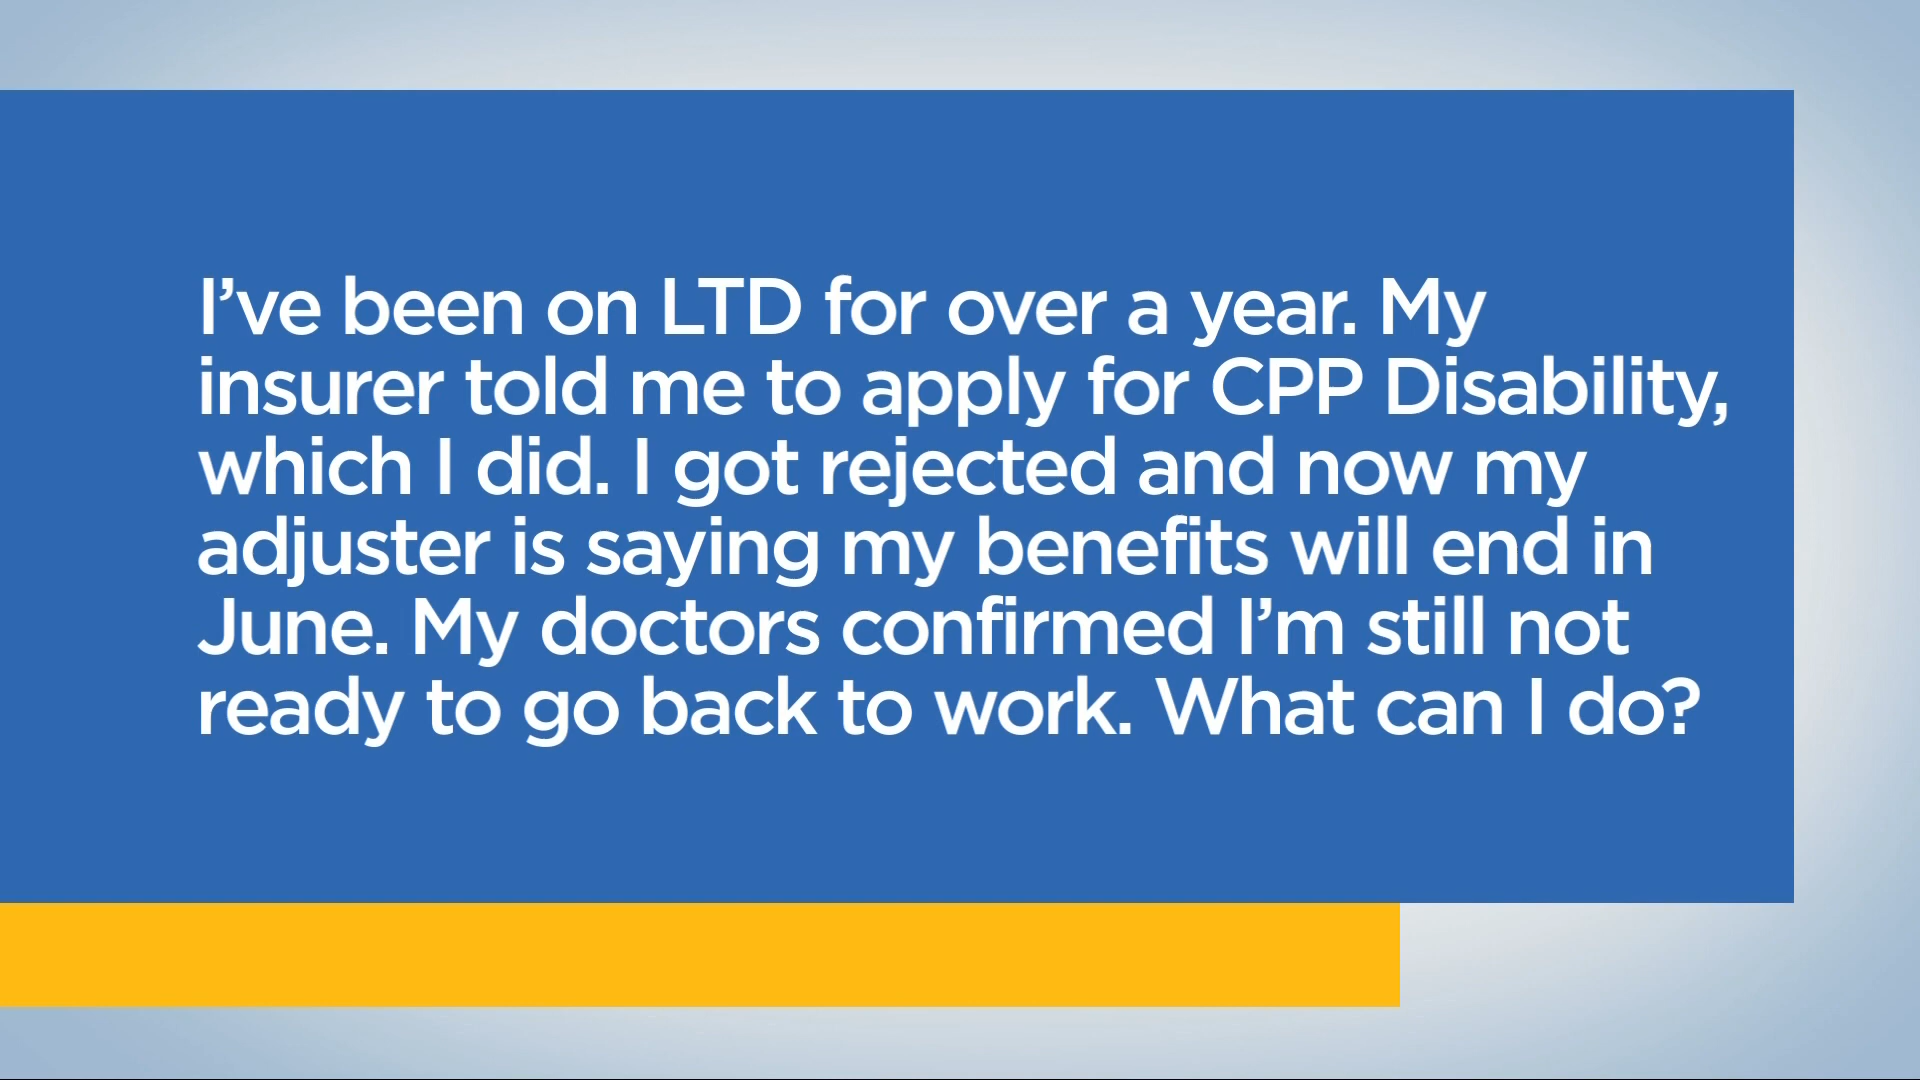 I’ve been on LTD for over a year. My
insurer told me to apply for CPP Disability,
which I did. I got rejected and now my
adjuster is saying my benefits will end in
June. My doctors confirmed I’m still not
ready to go back to work. What can I do?